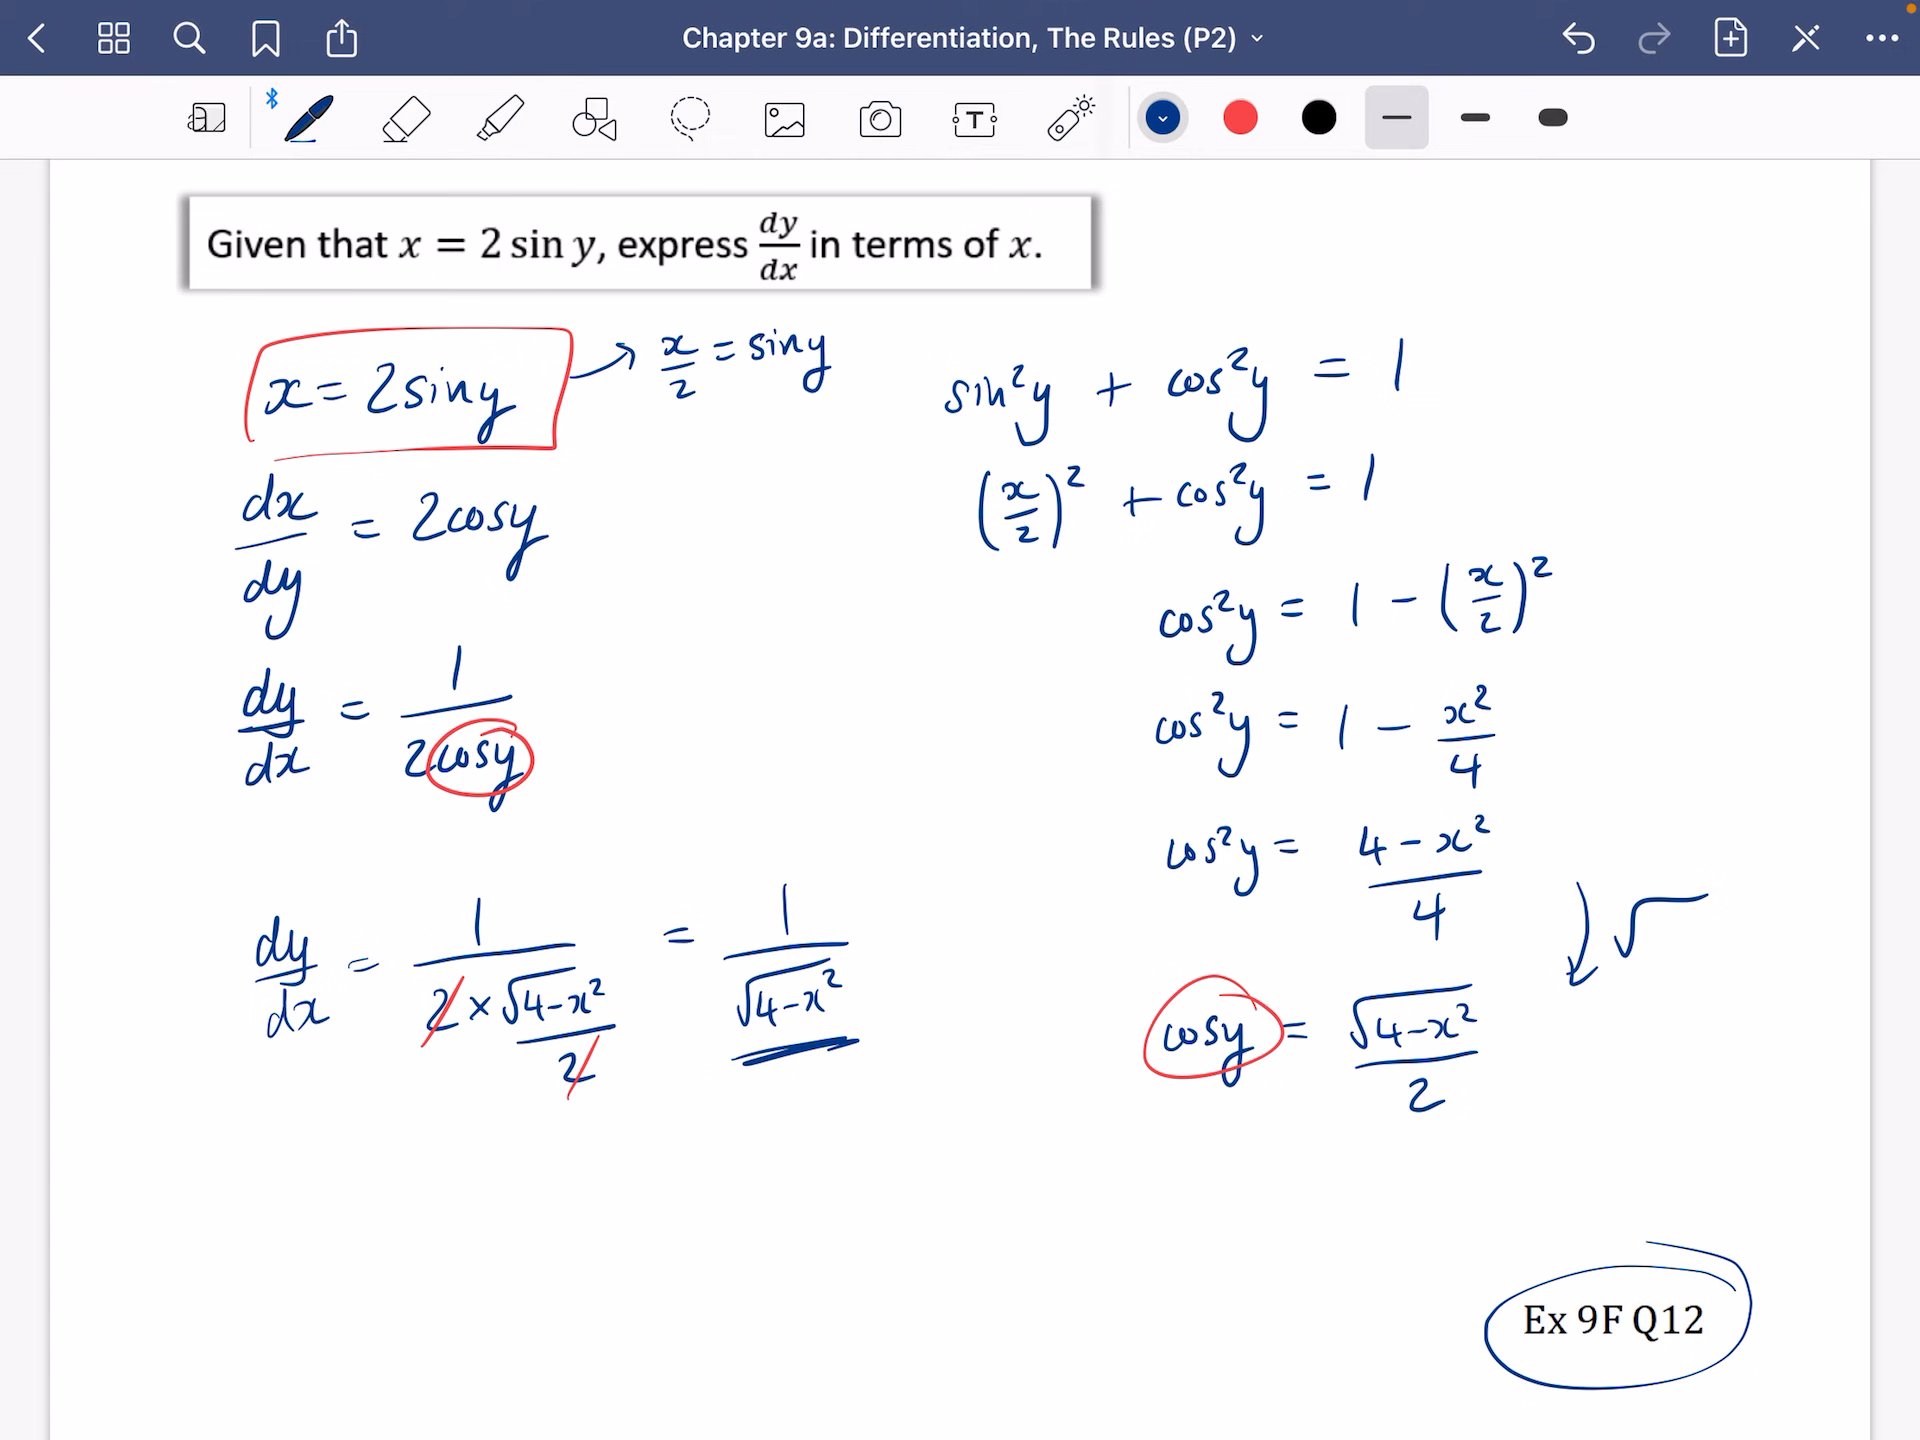 Chapter 9a: Differentiation, The Rules (P2)
Given that x = 2 sin y, express dy/dx in terms of x.
x = 2siny → x/2 = siny
dx/dy = 2cosy
dy/dx = 1/(2cosy)
dy/dx = 1/(2 × √(4-x²)/2) = 1/√(4-x²)
sin²y + cos²y = 1
(x/2)² + cos²y = 1
cos²y = 1 - (x/2)²
cos²y = 1 - x²/4
cos²y = (4-x²)/4
√
cosy = √(4-x²)/2
Ex 9F Q12